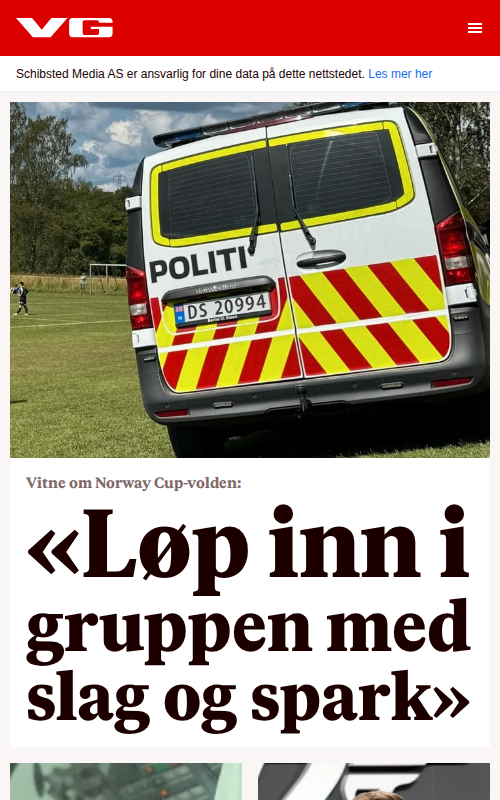 VG
Schibsted Media AS er ansvarlig for dine data på dette nettstedet. Les mer her
POLITI
DS 20994
Vitne om Norway Cup-volden:
«Løp inn i
gruppen med
slag og spark»